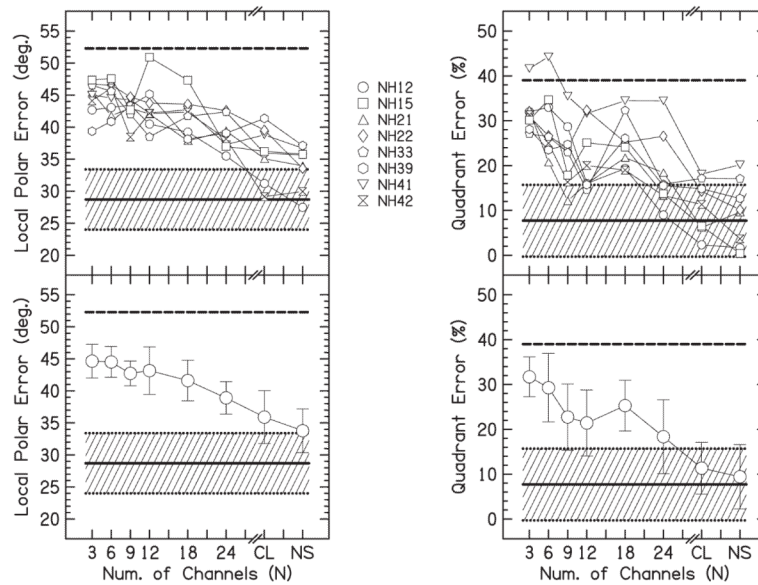 55
50
45
40
35
30
25
20
Local Polar Error (deg.)
NH12
NH15
NH21
NH22
NH33
NH39
NH41
NH42
50
40
30
20
10
0
Quadrant Error (%)
55
50
45
40
35
30
25
20
Local Polar Error (deg.)
3 6 9 12 18 24 CL NS
Num. of Channels (N)
50
40
30
20
10
0
Quadrant Error (%)
3 6 9 12 18 24 CL NS
Num. of Channels (N)